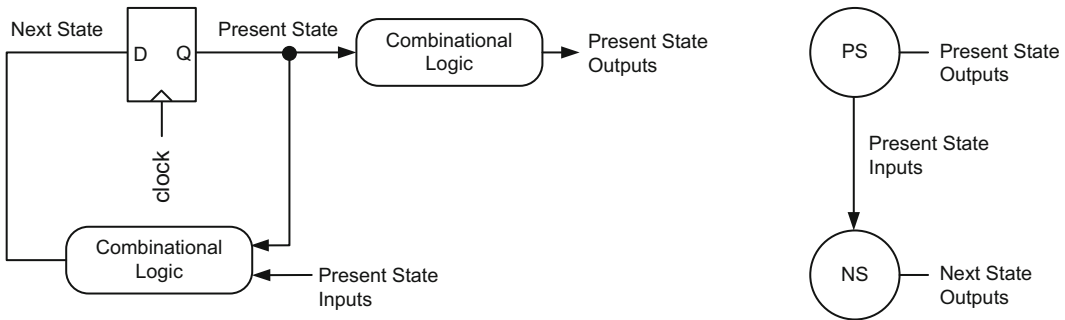 Next State
D
Q
clock
Present State
Combinational
Logic
Present State
Outputs
Combinational
Logic
Present State
Inputs
PS
Present State
Outputs
Present State
Inputs
NS
Next State
Outputs